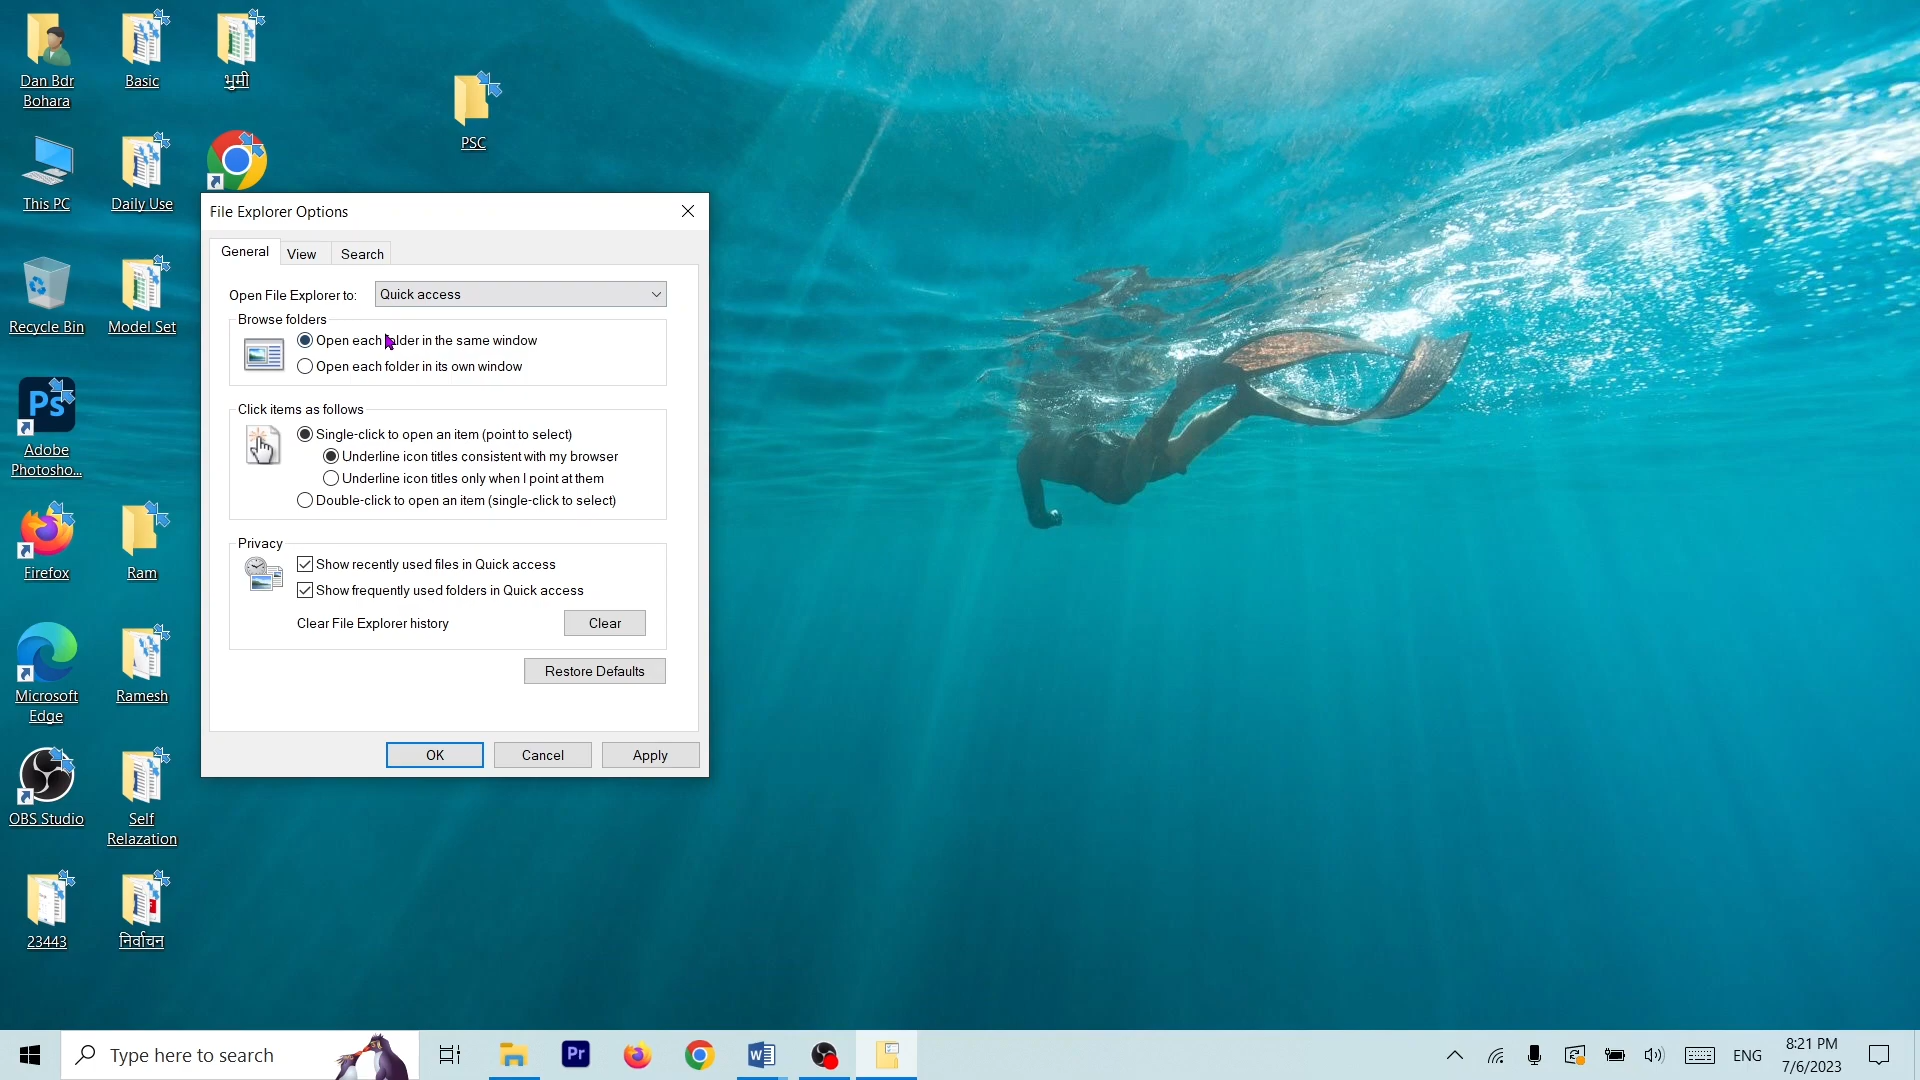 Dan Bdr
Bohara
Basic
भुमी
PSC
This PC
Daily Use
Recycle Bin
Model Set
Ps
Adobe
Photosho...
Firefox
Ram
Microsoft
Edge
Ramesh
OBS Studio
Self
Relazation
23443
निर्वाचन
File Explorer Options
General
View
Search
Open File Explorer to:
Quick access
Browse folders
Open each folder in the same window
Open each folder in its own window
Click items as follows
Single-click to open an item (point to select)
Underline icon titles consistent with my browser
Underline icon titles only when I point at them
Double-click to open an item (single-click to select)
Privacy
Show recently used files in Quick access
Show frequently used folders in Quick access
Clear File Explorer history
Clear
Restore Defaults
OK
Cancel
Apply
Type here to search
Pr
ENG
8:21 PM
7/6/2023